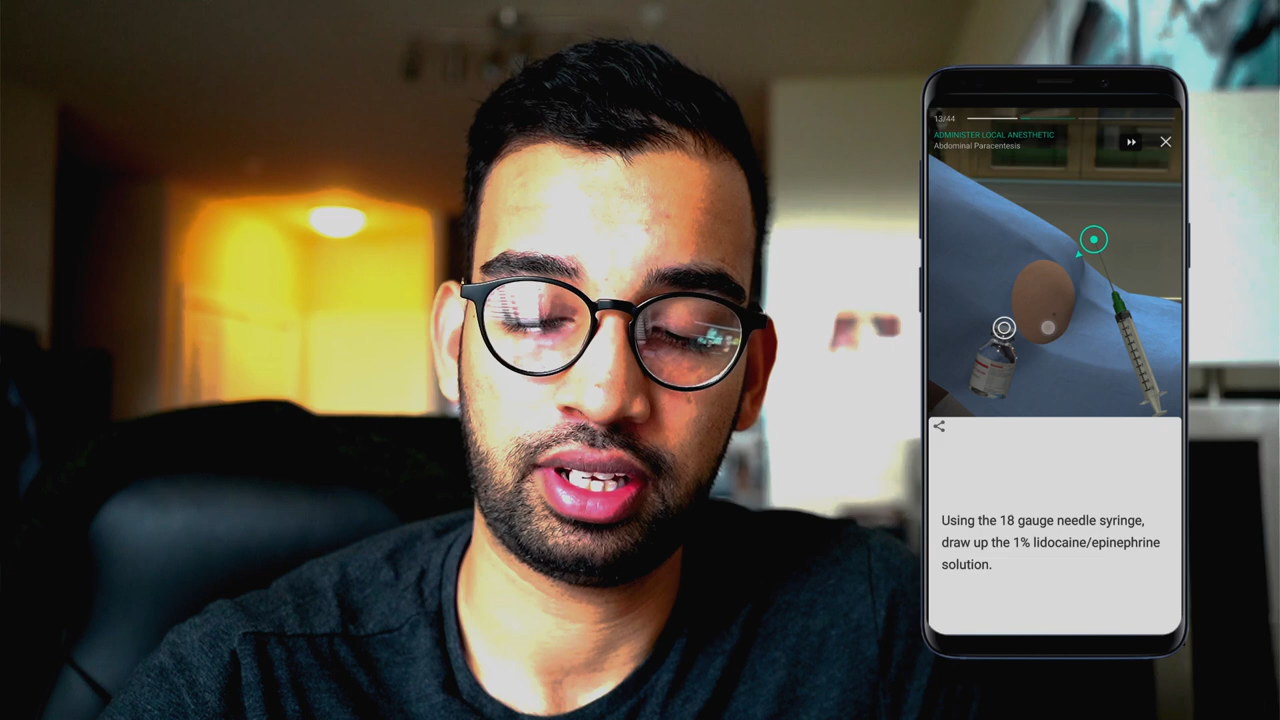 13/44
ADMINISTER LOCAL ANESTHETIC
Abdominal Paracentesis
Using the 18 gauge needle syringe,
draw up the 1% lidocaine/epinephrine
solution.